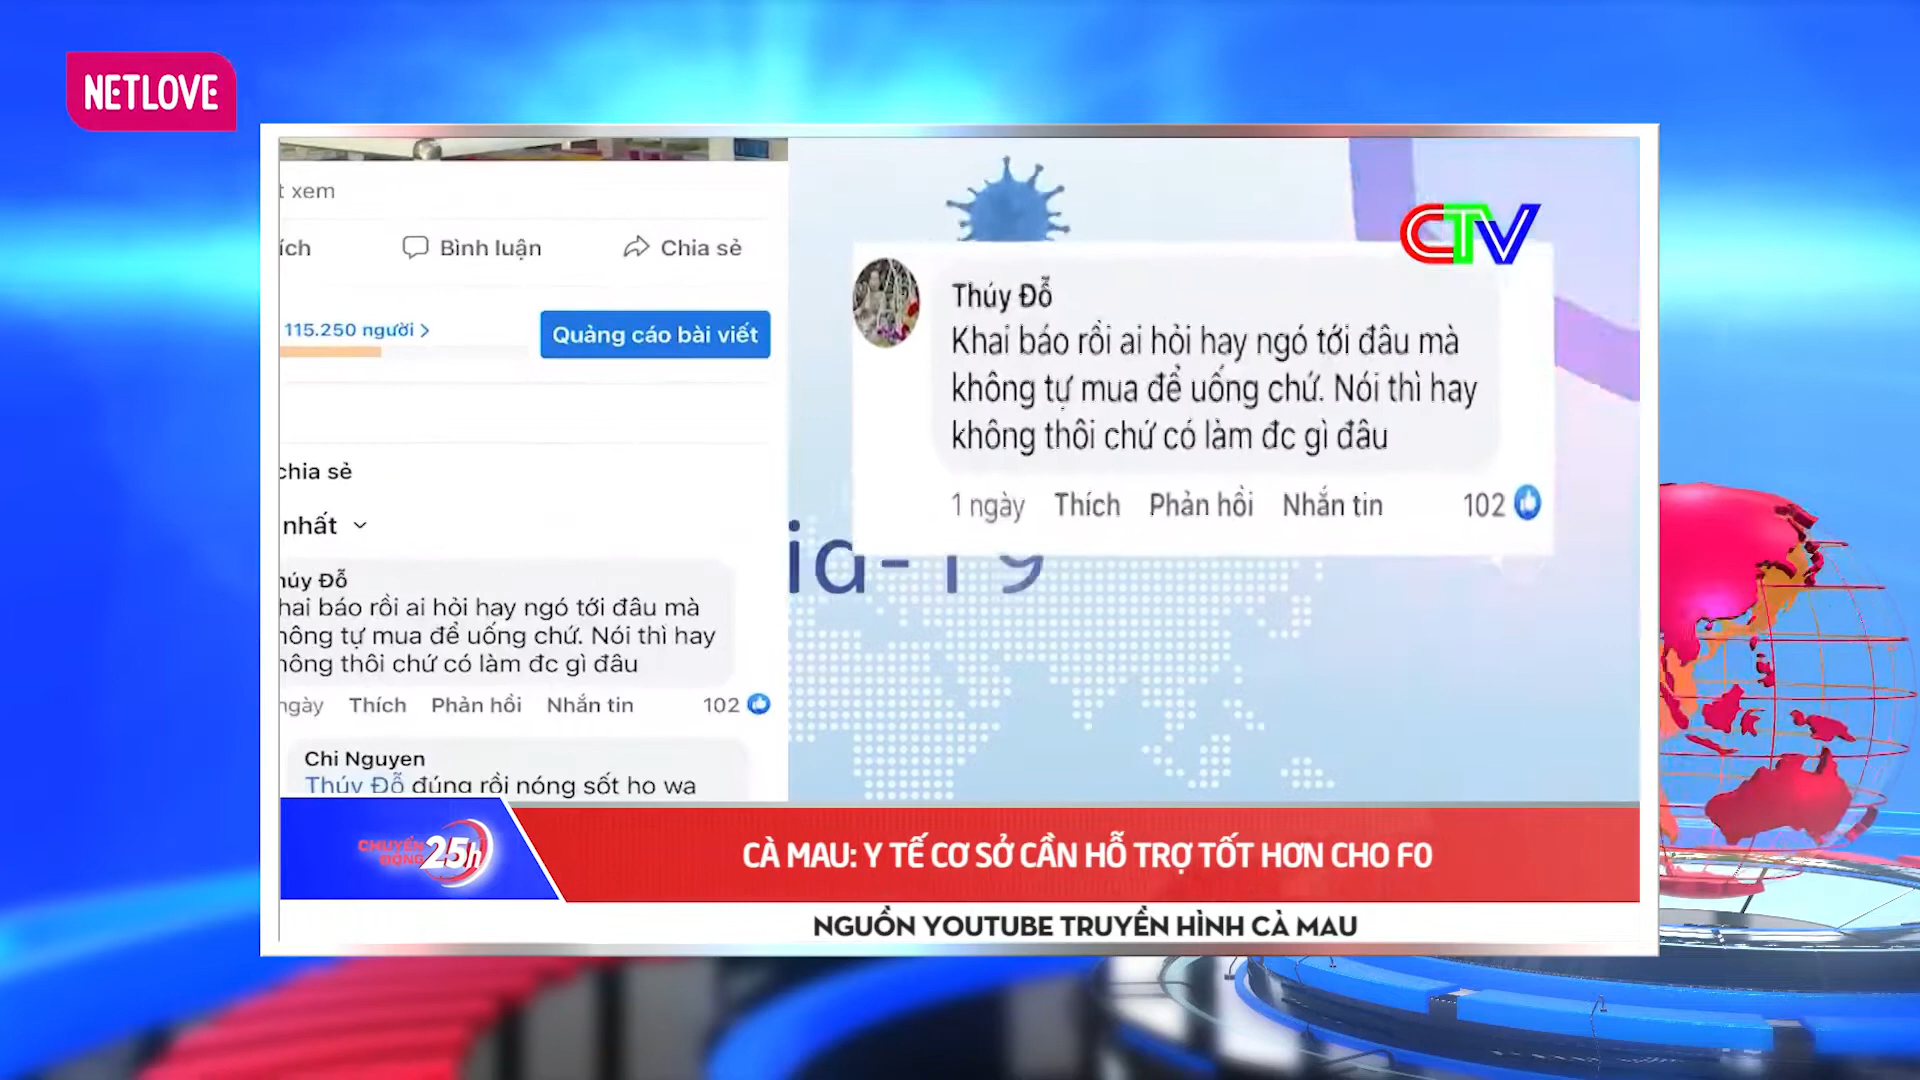 NETLOVE
xem
Bình luận
Chia sẻ
115.250 người
Quảng cáo bài viết
chia sẻ
nhất
Thúy Đỗ
Khai báo rồi ai hỏi hay ngó tới đâu mà
không tự mua để uống chứ. Nói thì hay
không thôi chứ có làm đc gì đâu
ngày Thích Phản hồi Nhắn tin 102
Chi Nguyen
Thúy Đỗ đúng rồi nóng sốt ho wa
CTV
Thúy Đỗ
Khai báo rồi ai hỏi hay ngó tới đâu mà
không tự mua để uống chứ. Nói thì hay
không thôi chứ có làm đc gì đâu
1 ngày Thích Phản hồi Nhắn tin 102
CHUYỂN
ĐỘNG 25h
CÀ MAU: Y TẾ CƠ SỞ CẦN HỖ TRỢ TỐT HƠN CHO F0
NGUỒN YOUTUBE TRUYỀN HÌNH CÀ MAU